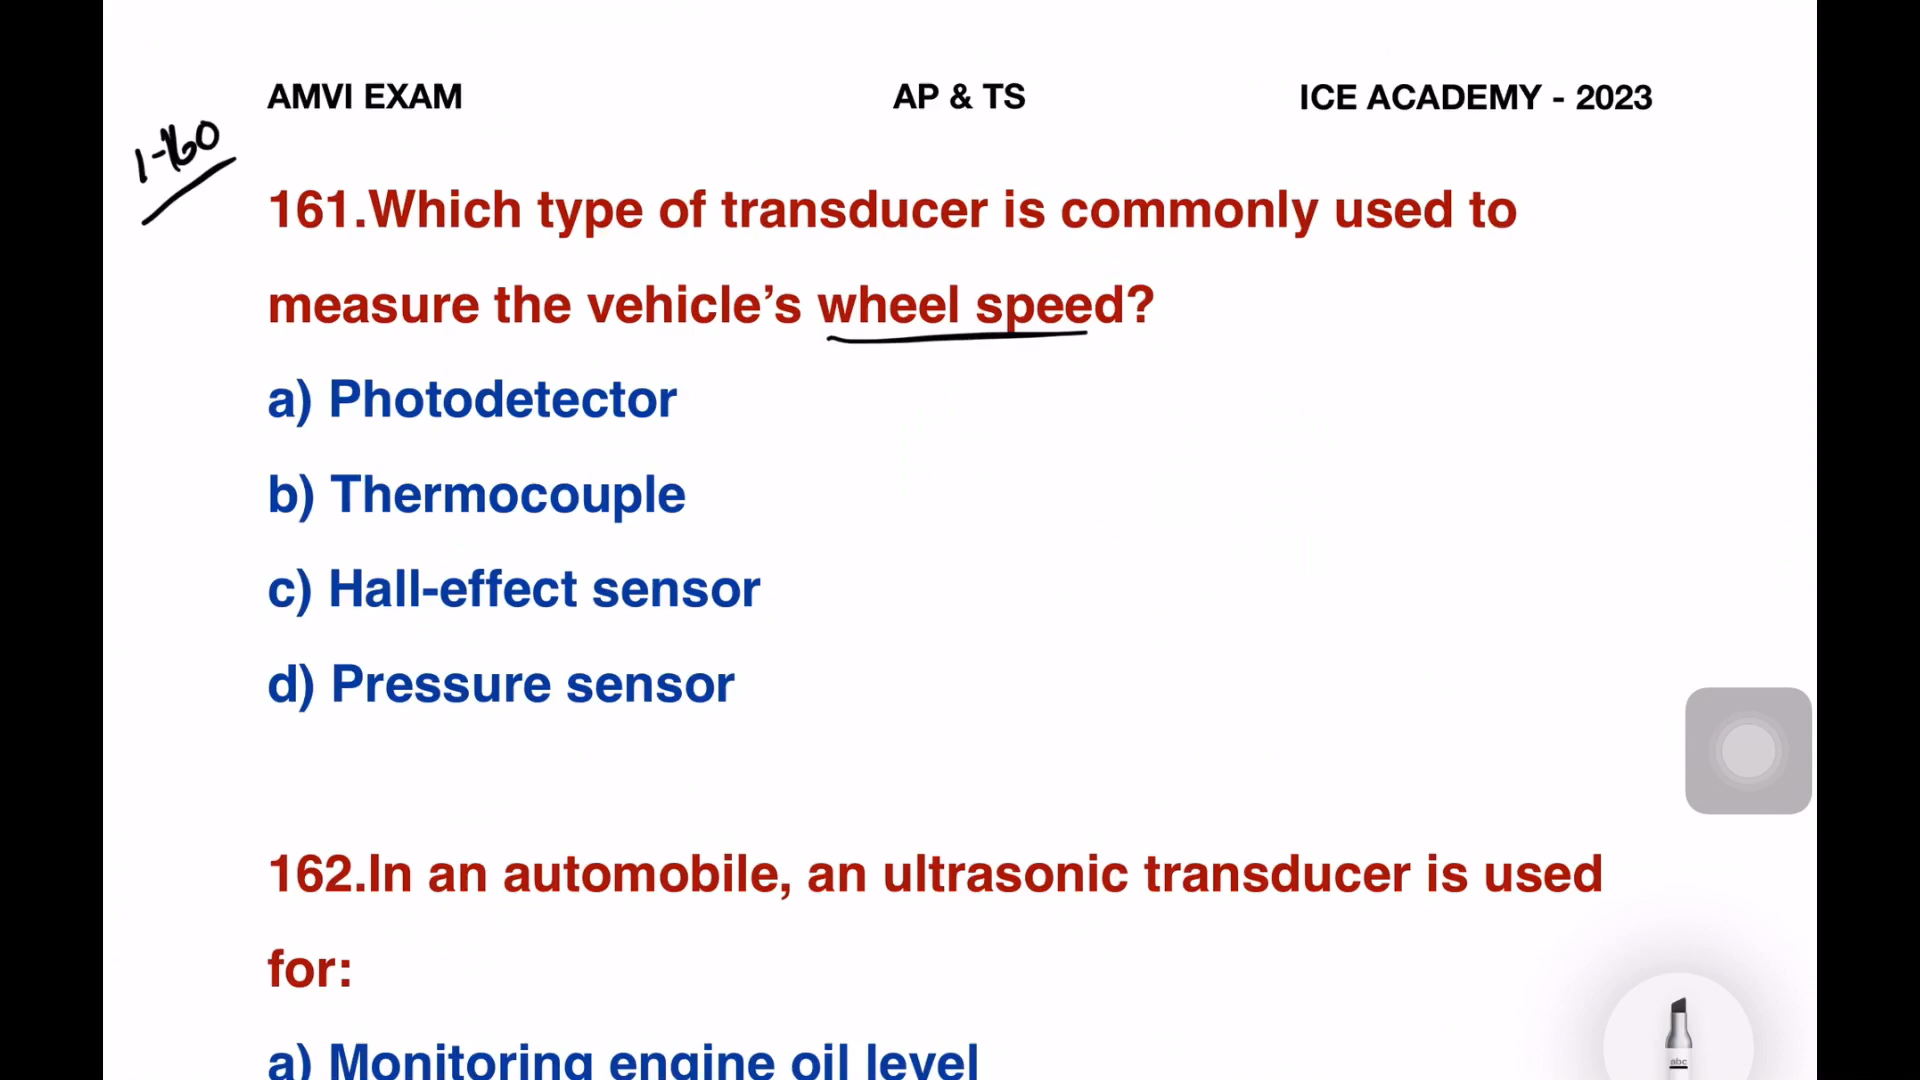 AMVI EXAM AP & TS ICE ACADEMY - 2023
1-160
161.Which type of transducer is commonly used to
measure the vehicle’s wheel speed?
a) Photodetector
b) Thermocouple
c) Hall-effect sensor
d) Pressure sensor
162.In an automobile, an ultrasonic transducer is used
for:
a) Monitoring engine oil level
abc